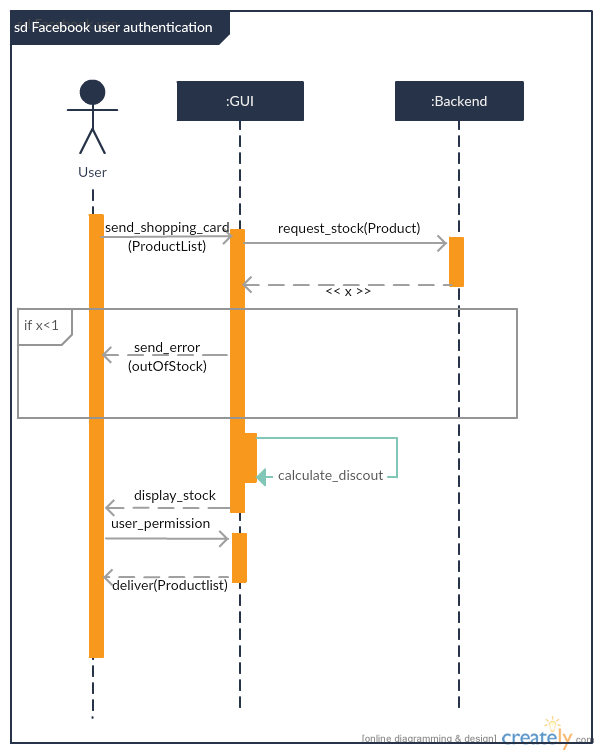 sd Facebook user authentication
:GUI
:Backend
User
send_shopping_card
(ProductList)
request_stock(Product)
<< x >>
if x<1
send_error
(outOfStock)
calculate_discout
display_stock
user_permission
deliver(Productlist)
[online diagramming & design] creately.com